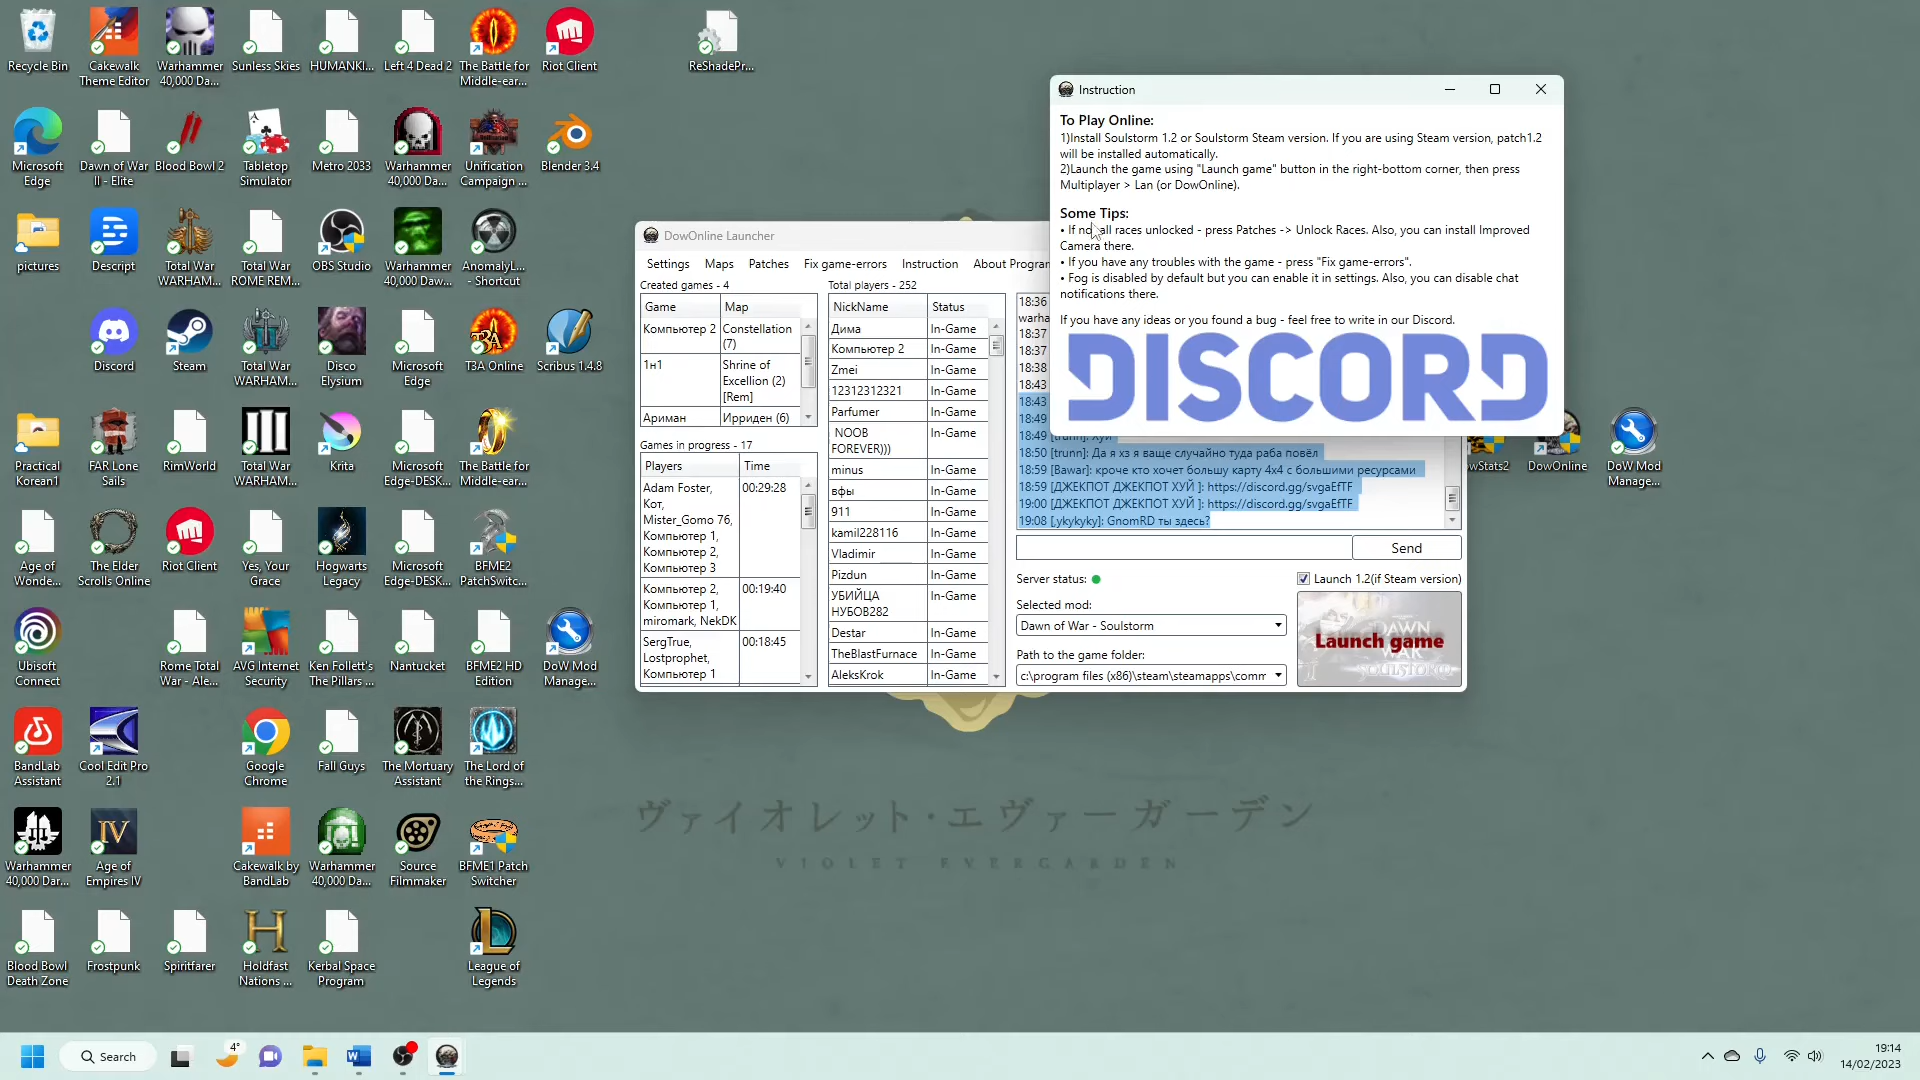 Recycle Bin
Cakewalk Theme Editor
Warhammer 40,000 Da...
Sunless Skies
HUMANKI...
Left 4 Dead 2
The Battle for Middle-ear...
Riot Client
ReShadePr...
Microsoft Edge
Dawn of War II - Elite
Blood Bowl 2
Tabletop Simulator
Metro 2033
Warhammer 40,000 Da...
Unification Campaign ...
Blender 3.4
pictures
Descript
Total War WARHAM...
Total War ROME REM...
OBS Studio
Warhammer 40,000 Daw...
AnomalyL... - Shortcut
Discord
Steam
Total War WARHAM...
Disco Elysium
Microsoft Edge
T3A Online
Scribus 1.4.8
Practical Korean1
FAR Lone Sails
RimWorld
Total War WARHAM...
Krita
Microsoft Edge-DESK...
The Battle for Middle-ear...
Age of Wonde...
The Elder Scrolls Online
Riot Client
Yes, Your Grace
Hogwarts Legacy
Microsoft Edge-DESK...
BFME2 PatchSwitc...
Ubisoft Connect
Rome Total War - Ale...
AVG Internet Security
Ken Follett's The Pillars ...
Nantucket
BFME2 HD Edition
DoW Mod Manage...
BandLab Assistant
Cool Edit Pro 2.1
Google Chrome
Fall Guys
The Mortuary Assistant
The Lord of the Rings...
Warhammer 40,000 Dar...
Age of Empires IV
Cakewalk by BandLab
Warhammer 40,000 Da...
Source Filmmaker
BFME1 Patch Switcher
Blood Bowl Death Zone
Frostpunk
Spiritfarer
Holdfast Nations ...
Kerbal Space Program
League of Legends
Instruction
To Play Online:
1)Install Soulstorm 1.2 or Soulstorm Steam version. If you are using Steam version, patch1.2
will be installed automatically.
2)Launch the game using "Launch game" button in the right-bottom corner, then press
Multiplayer > Lan (or DowOnline).
Some Tips:
• If not all races unlocked - press Patches -> Unlock Races. Also, you can install Improved
Camera there.
• If you have any troubles with the game - press "Fix game-errors".
• Fog is disabled by default but you can enable it in settings. Also, you can disable chat
notifications there.
If you have any ideas or you found a bug - feel free to write in our Discord.
DISCORD
DowOnline Launcher
Settings Maps Patches Fix game-errors Instruction About Program
Created games - 4
Game Map
Компьютер 2 Constellation (7)
1н1 Shrine of Excellion (2) [Rem]
Ариман Ирриден (6)
Games in progress - 17
Players Time
Adam Foster, Кот, Mister_Gomo 76, Компьютер 1, Компьютер 2, Компьютер 3 00:29:28
Компьютер 2, Компьютер 1, miromark, NekDK 00:19:40
SergTrue, Lostprophet, Компьютер 1 00:18:45
Total players - 252
NickName Status
Дима In-Game
Компьютер 2 In-Game
Zmei In-Game
12312312321 In-Game
Parfumer In-Game
NOOB FOREVER))) In-Game
minus In-Game
вфы In-Game
911 In-Game
kamil228116 In-Game
Vladimir In-Game
Pizdun In-Game
УБИЙЦА НУБОВ282 In-Game
Destar In-Game
TheBlastFurnace In-Game
AleksKrok In-Game
18:36
warha
18:37
18:37
18:38
18:43
18:43
18:49
18:49 [trunn]: Хуй
18:50 [trunn]: Да я хз я ваще случайно туда раба повёл
18:59 [Bawar]: кроче кто хочет большу карту 4х4 с большими ресурсами
18:59 [ДЖЕКПОТ ДЖЕКПОТ ХУЙ ]: https://discord.gg/svgaEfTF
19:00 [ДЖЕКПОТ ДЖЕКПОТ ХУЙ ]: https://discord.gg/svgaEfTF
19:08 [.ykykyky]: GnomRD ты здесь?
Send
Server status:
Launch 1.2(if Steam version)
Selected mod:
Dawn of War - Soulstorm
Path to the game folder:
c:\program files (x86)\steam\steamapps\comm
DAWN
WAR
Launch game
wStats2
DowOnline
DoW Mod Manage...
ヴァイオレット・エヴァーガーデン
VIOLET EVERGARDEN
4°
Search
19:14
14/02/2023